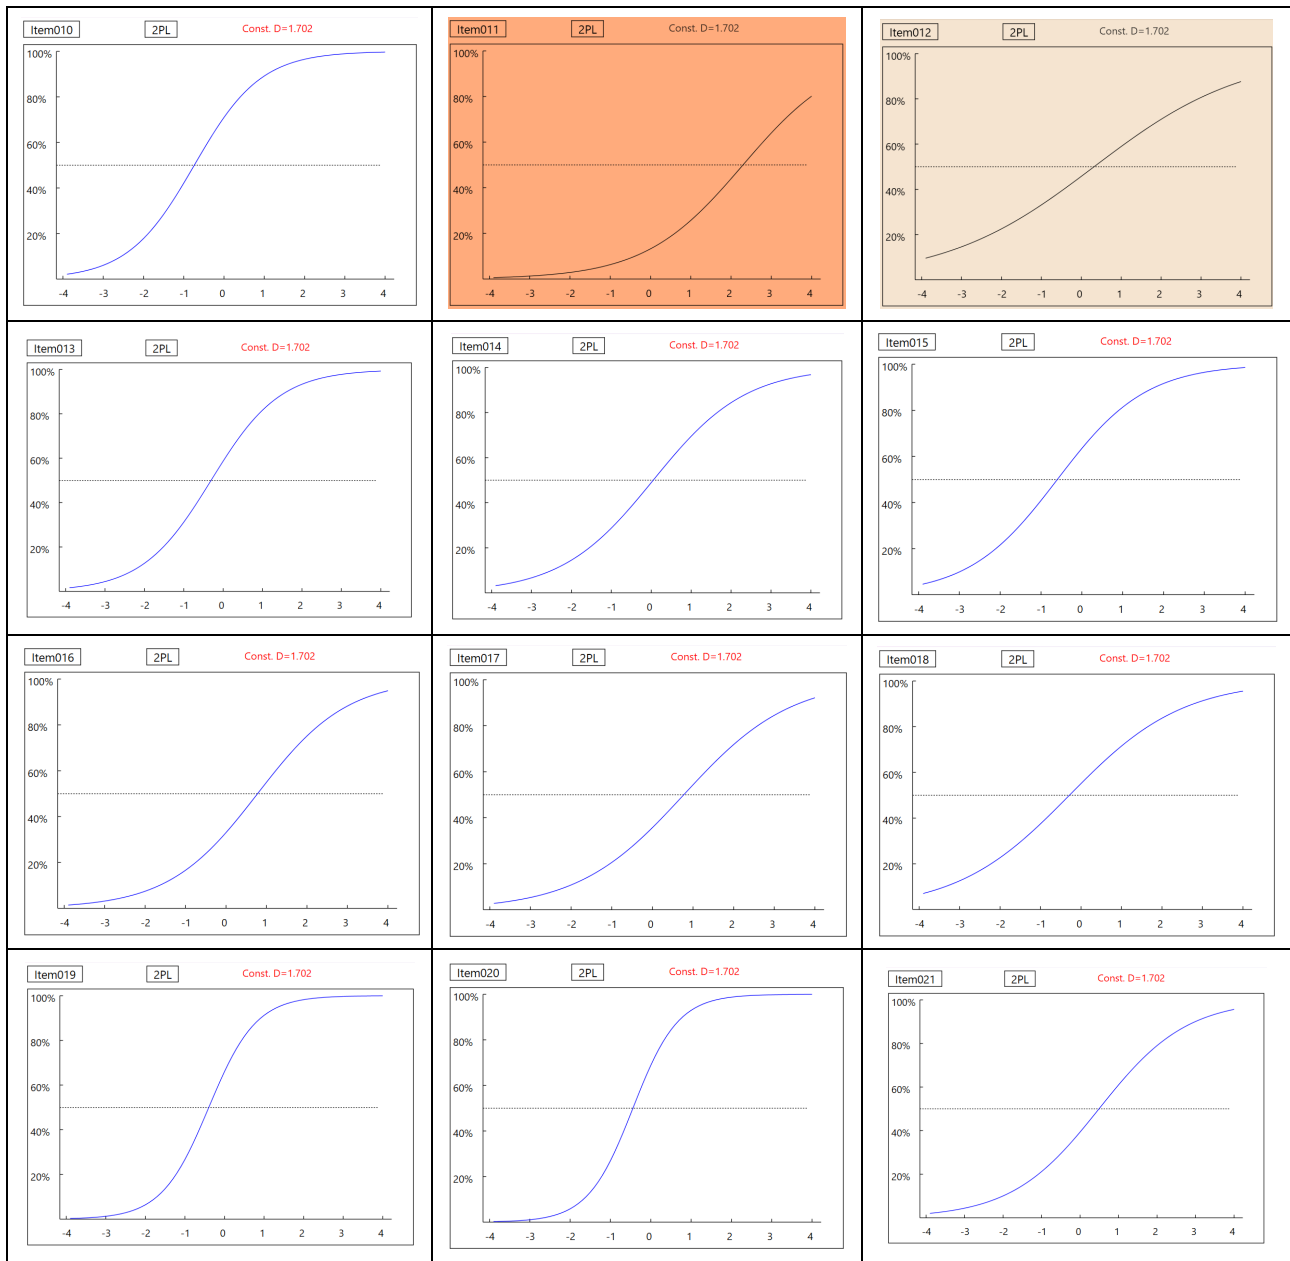 Item010 2PL Const. D=1.702
100%
80%
60%
40%
20%
-4 -3 -2 -1 0 1 2 3 4
Item011 2PL Const. D=1.702
100%
80%
60%
40%
20%
-4 -3 -2 -1 0 1 2 3 4
Item012 2PL Const. D=1.702
100%
80%
60%
40%
20%
-4 -3 -2 -1 0 1 2 3 4
Item013 2PL Const. D=1.702
100%
80%
60%
40%
20%
-4 -3 -2 -1 0 1 2 3 4
Item014 2PL Const. D=1.702
100%
80%
60%
40%
20%
-4 -3 -2 -1 0 1 2 3 4
Item015 2PL Const. D=1.702
100%
80%
60%
40%
20%
-4 -3 -2 -1 0 1 2 3 4
Item016 2PL Const. D=1.702
100%
80%
60%
40%
20%
-4 -3 -2 -1 0 1 2 3 4
Item017 2PL Const. D=1.702
100%
80%
60%
40%
20%
-4 -3 -2 -1 0 1 2 3 4
Item018 2PL Const. D=1.702
100%
80%
60%
40%
20%
-4 -3 -2 -1 0 1 2 3 4
Item019 2PL Const. D=1.702
100%
80%
60%
40%
20%
-4 -3 -2 -1 0 1 2 3 4
Item020 2PL Const. D=1.702
100%
80%
60%
40%
20%
-4 -3 -2 -1 0 1 2 3 4
Item021 2PL Const. D=1.702
100%
80%
60%
40%
20%
-4 -3 -2 -1 0 1 2 3 4